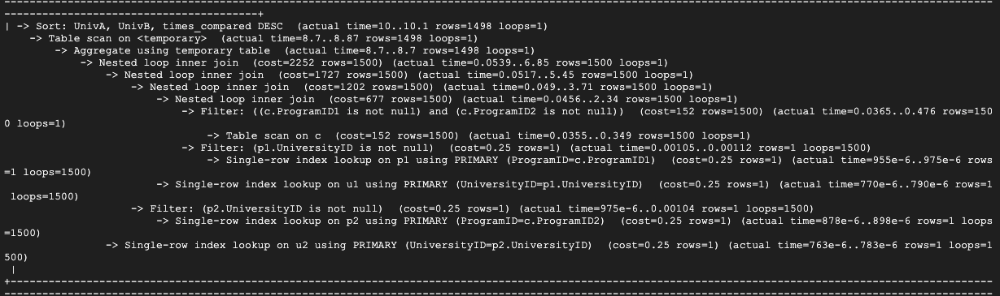 -----------------------------------------------------------------------------------------------------------------------------------------------------------
----------------------------------------+
| -> Sort: UnivA, UnivB, times_compared DESC  (actual time=10..10.1 rows=1498 loops=1)
    -> Table scan on <temporary>  (actual time=8.7..8.87 rows=1498 loops=1)
        -> Aggregate using temporary table  (actual time=8.7..8.7 rows=1498 loops=1)
            -> Nested loop inner join  (cost=2252 rows=1500) (actual time=0.0539..6.85 rows=1500 loops=1)
                -> Nested loop inner join  (cost=1727 rows=1500) (actual time=0.0517..5.45 rows=1500 loops=1)
                    -> Nested loop inner join  (cost=1202 rows=1500) (actual time=0.049..3.71 rows=1500 loops=1)
                        -> Nested loop inner join  (cost=677 rows=1500) (actual time=0.0456..2.34 rows=1500 loops=1)
                            -> Filter: ((c.ProgramID1 is not null) and (c.ProgramID2 is not null))  (cost=152 rows=1500) (actual time=0.0365..0.476 rows=150
0 loops=1)
                                -> Table scan on c  (cost=152 rows=1500) (actual time=0.0355..0.349 rows=1500 loops=1)
                            -> Filter: (p1.UniversityID is not null)  (cost=0.25 rows=1) (actual time=0.00105..0.00112 rows=1 loops=1500)
                                -> Single-row index lookup on p1 using PRIMARY (ProgramID=c.ProgramID1)  (cost=0.25 rows=1) (actual time=955e-6..975e-6 rows
=1 loops=1500)
                        -> Single-row index lookup on u1 using PRIMARY (UniversityID=p1.UniversityID)  (cost=0.25 rows=1) (actual time=770e-6..790e-6 rows=1
 loops=1500)
                    -> Filter: (p2.UniversityID is not null)  (cost=0.25 rows=1) (actual time=975e-6..0.00104 rows=1 loops=1500)
                        -> Single-row index lookup on p2 using PRIMARY (ProgramID=c.ProgramID2)  (cost=0.25 rows=1) (actual time=878e-6..898e-6 rows=1 loops
=1500)
                -> Single-row index lookup on u2 using PRIMARY (UniversityID=p2.UniversityID)  (cost=0.25 rows=1) (actual time=763e-6..783e-6 rows=1 loops=1
500)
 |
+----------------------------------------------------------------------------------------------------------------------------------------------------------
-----------------------------------------------------------------------------------------------------------------------------------------------------------